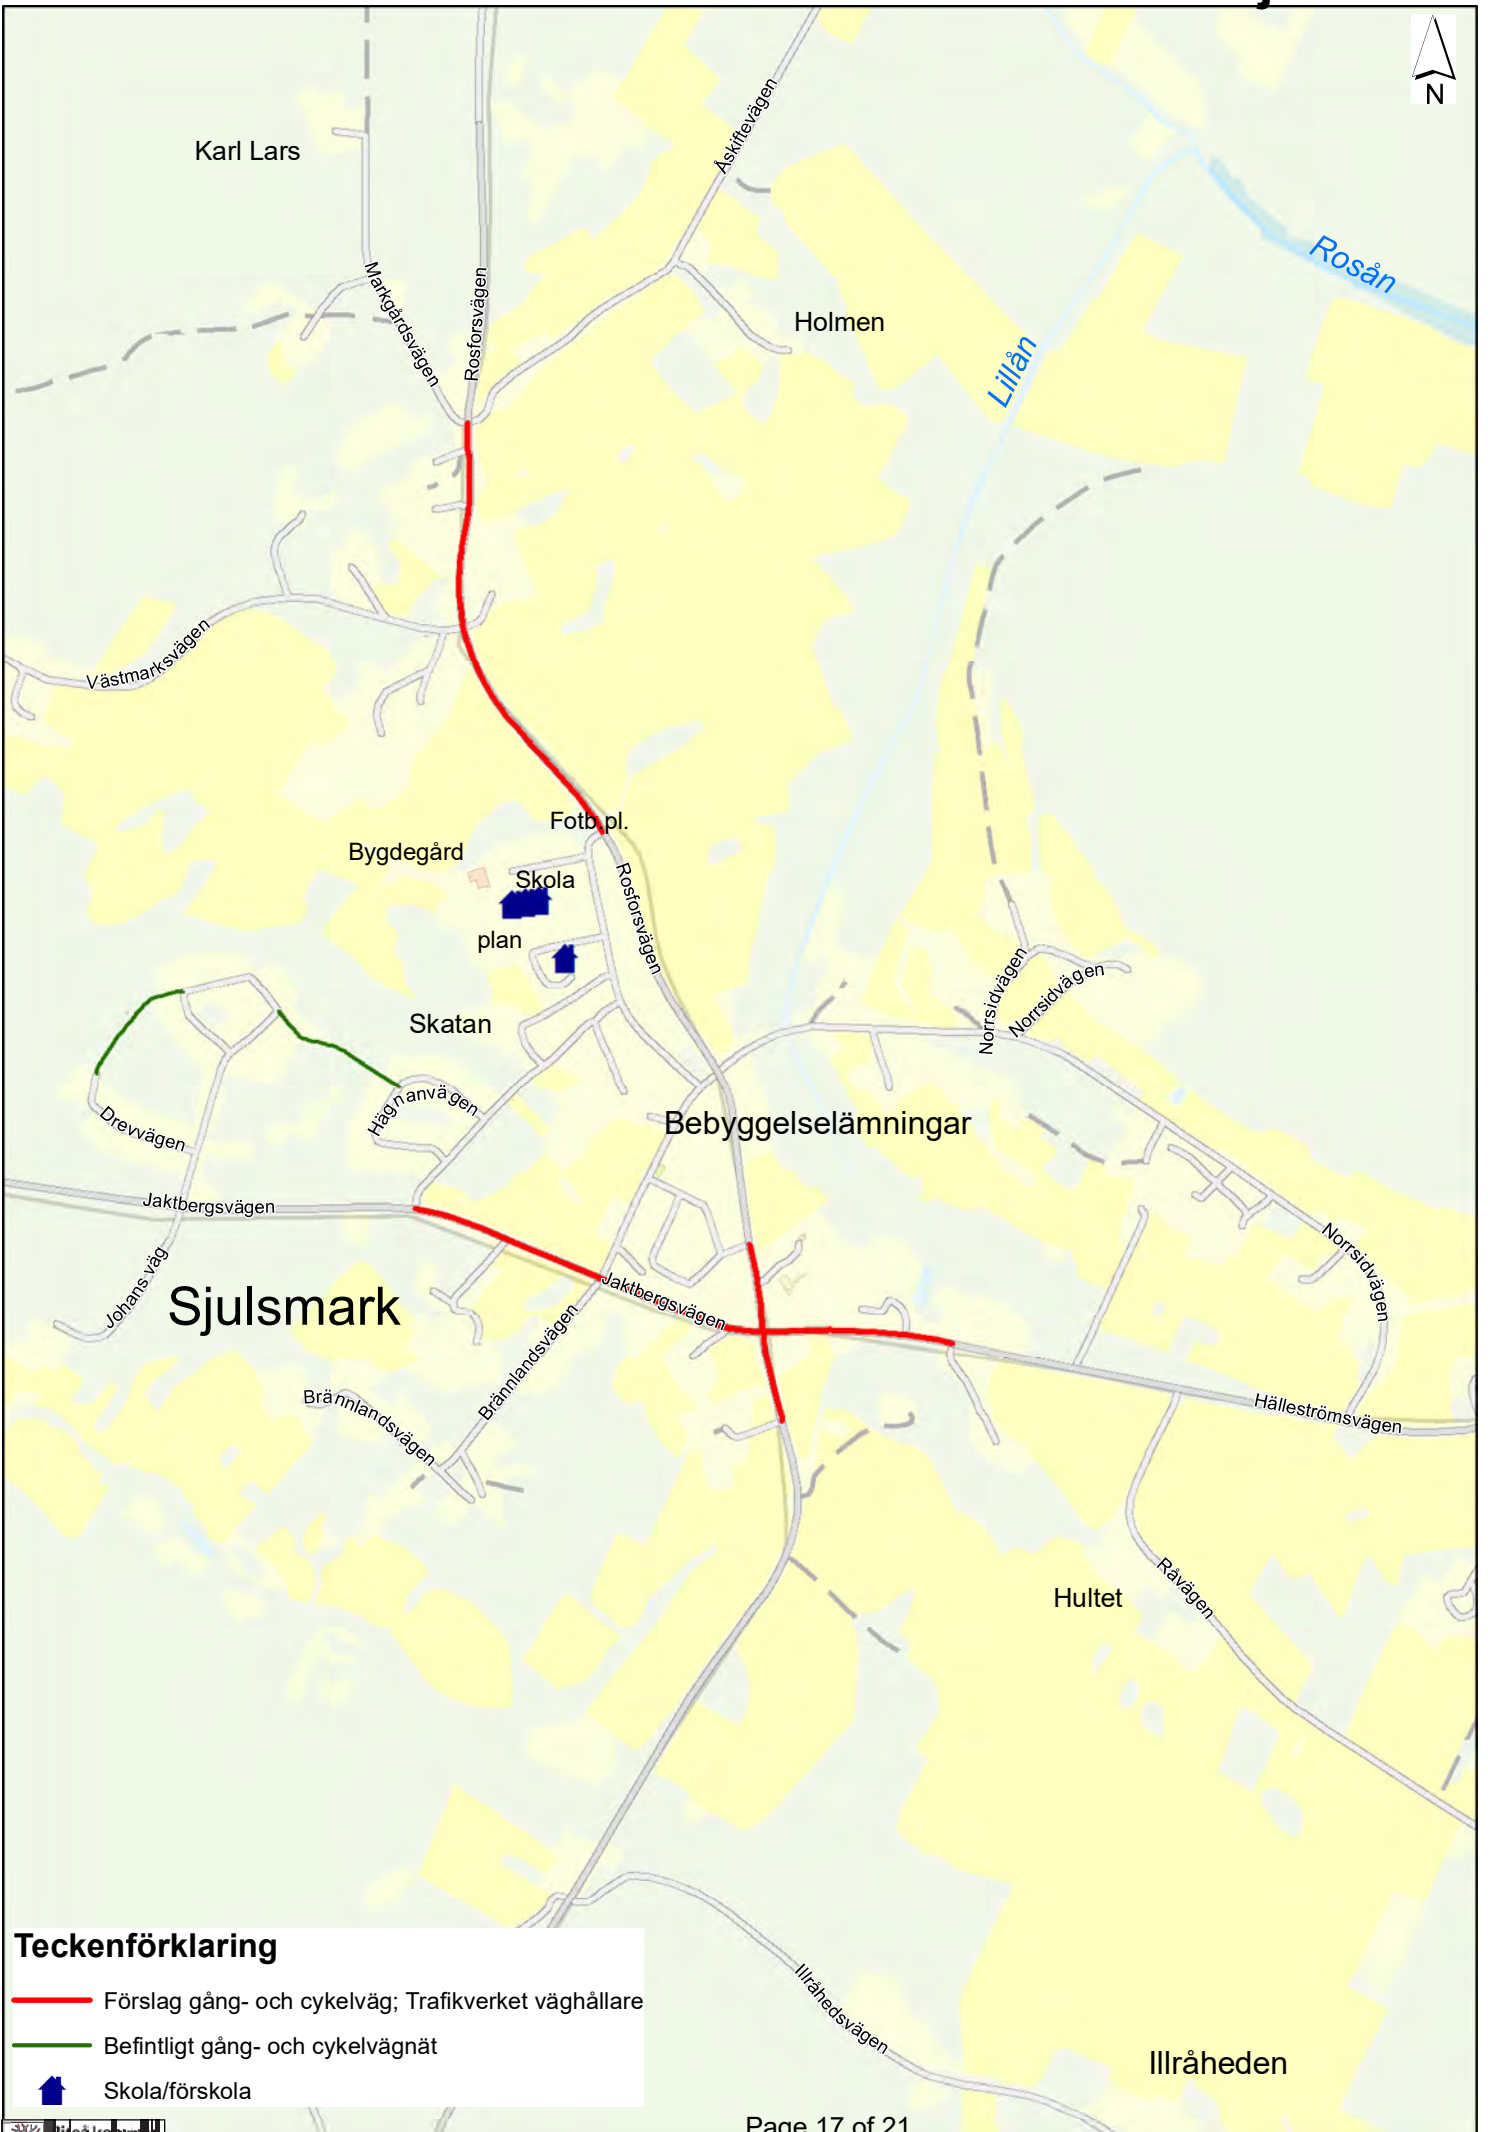 N
Karl Lars
Åskiftevägen
Rosån
Markgårdsvägen
Rosforsvägen
Holmen
Lillån
Västmarksvägen
Fotb.pl.
Bygdegård
Skola
Rosforsvägen
plan
Norrsidvägen
Norrsidvägen
Skatan
Hägnanvägen
Drevvägen
Bebyggelselämningar
Jaktbergsvägen
Norrsidvägen
Johans väg
Sjulsmark
Jaktbergsvägen
Brännlandsvägen
Brännlandsvägen
Hälleströmsvägen
Hultet
Råvägen
Teckenförklaring
Förslag gång- och cykelväg; Trafikverket väghållare
Befintligt gång- och cykelvägnät
Skola/förskola
Illråhedsvägen
Illråheden
Page 17 of 21